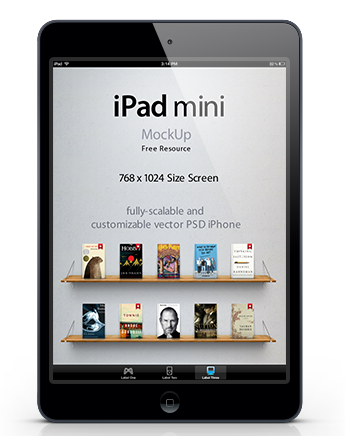 iPad
3:14 PM
iPad mini
MockUp
Free Resource
768 x 1024 Size Screen
fully-scalable and
customizable vector PSD iPhone
HOBBIT
Label One
Label Two
Label Three